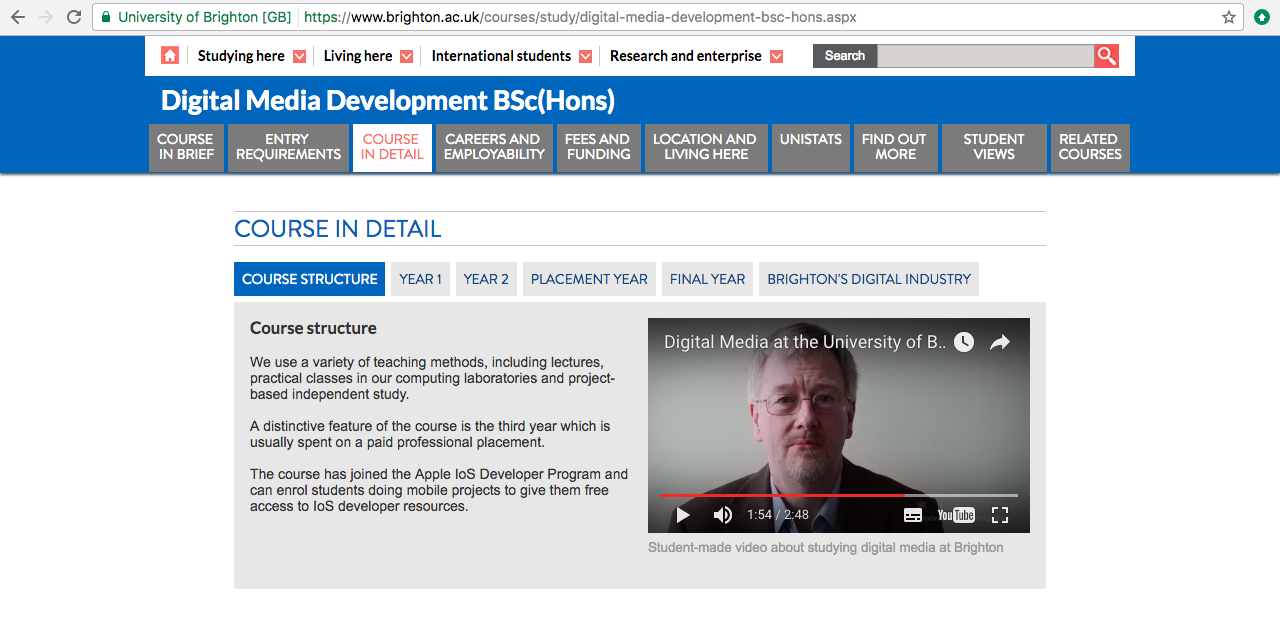 University of Brighton [GB] https://www.brighton.ac.uk/courses/study/digital-media-development-bsc-hons.aspx
Studying here Living here International students Research and enterprise Search
Digital Media Development BSc(Hons)
COURSE IN BRIEF
ENTRY REQUIREMENTS
COURSE IN DETAIL
CAREERS AND EMPLOYABILITY
FEES AND FUNDING
LOCATION AND LIVING HERE
UNISTATS
FIND OUT MORE
STUDENT VIEWS
RELATED COURSES
COURSE IN DETAIL
COURSE STRUCTURE YEAR 1 YEAR 2 PLACEMENT YEAR FINAL YEAR BRIGHTON'S DIGITAL INDUSTRY
Course structure
We use a variety of teaching methods, including lectures,
practical classes in our computing laboratories and project-
based independent study.
A distinctive feature of the course is the third year which is
usually spent on a paid professional placement.
The course has joined the Apple IoS Developer Program and
can enrol students doing mobile projects to give them free
access to IoS developer resources.
Digital Media at the University of B...
1:54 / 2:48 YouTube
Student-made video about studying digital media at Brighton